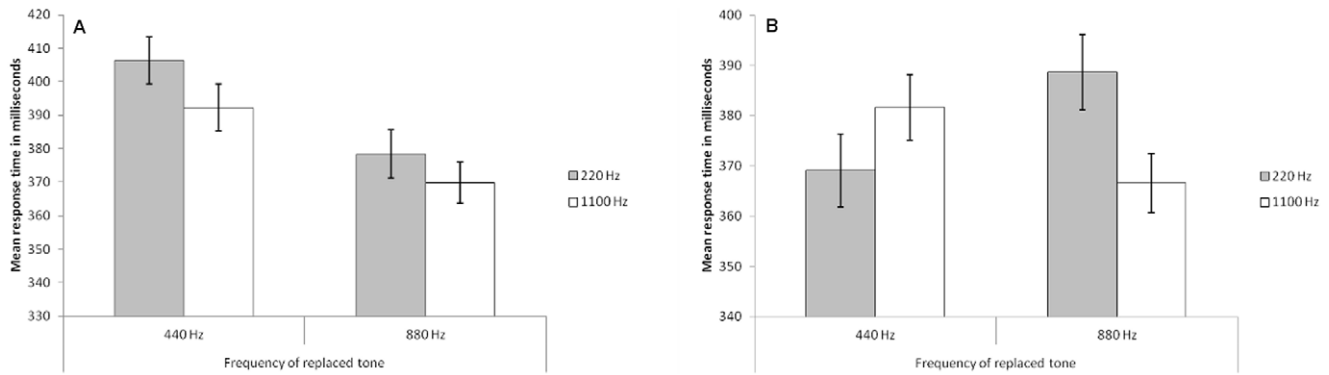 A
Mean response time in milliseconds
420
410
400
390
380
370
360
350
340
330
440 Hz
880 Hz
Frequency of replaced tone
220 Hz
1100 Hz
B
Mean response time in milliseconds
400
390
380
370
360
350
340
440 Hz
880 Hz
Frequency of replaced tone
220 Hz
1100 Hz